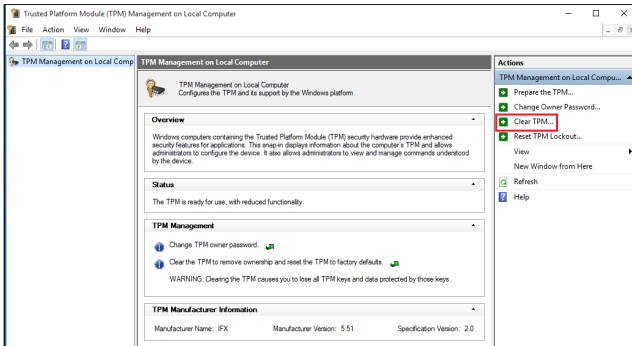 Trusted Platform Module (TPM) Management on Local Computer
File Action View Window Help
TPM Management on Local Comp
TPM Management on Local Computer
TPM Management on Local Computer
Configures the TPM and its support by the Windows platform
Overview
Windows computers containing the Trusted Platform Module (TPM) security hardware provide enhanced
security features for applications. This snap-in displays information about the computer's TPM and allows
administrators to configure the device. It also allows administrators to view and manage commands understood
by the device.
Status
The TPM is ready for use, with reduced functionality.
TPM Management
Change TPM owner password.
Clear the TPM to remove ownership and reset the TPM to factory defaults.
WARNING: Clearing the TPM causes you to lose all TPM keys and data protected by those keys.
TPM Manufacturer Information
Manufacturer Name: IFX Manufacturer Version: 5.51 Specification Version: 2.0
Actions
TPM Management on Local Compu...
Prepare the TPM...
Change Owner Password...
Clear TPM...
Reset TPM Lockout...
View
New Window from Here
Refresh
Help